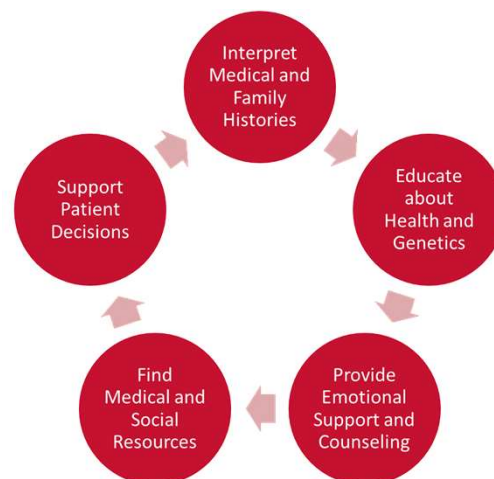 Interpret
Medical and
Family
Histories
Educate
about
Health and
Genetics
Provide
Emotional
Support and
Counseling
Find
Medical and
Social
Resources
Support
Patient
Decisions